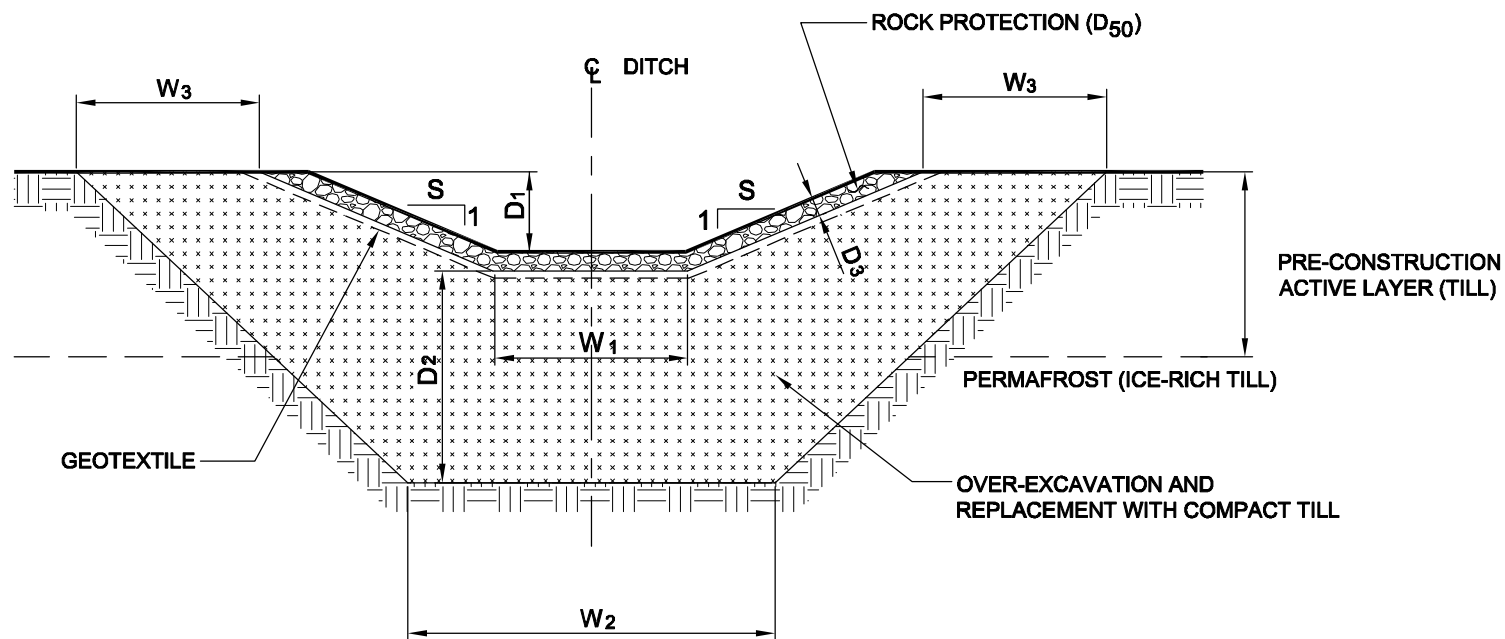 ROCK PROTECTION (D50)
℄ DITCH
W3
W3
S
1
D1
S
1
D3
PRE-CONSTRUCTION
ACTIVE LAYER (TILL)
W1
D2
PERMAFROST (ICE-RICH TILL)
GEOTEXTILE
OVER-EXCAVATION AND
REPLACEMENT WITH COMPACT TILL
W2